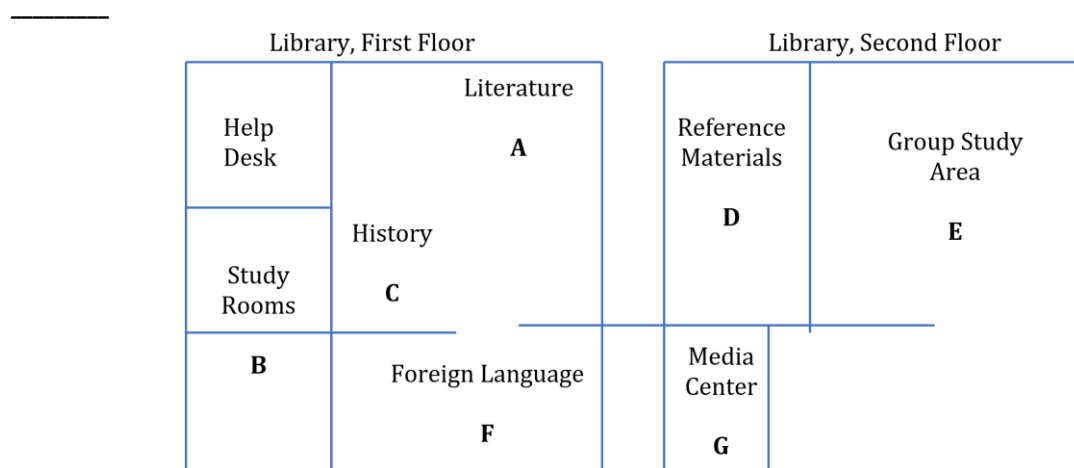 Library, First Floor
Help
Desk
Literature
A
History
C
Study
Rooms
B
Foreign Language
F
Library, Second Floor
Reference
Materials
D
Group Study
Area
E
Media
Center
G